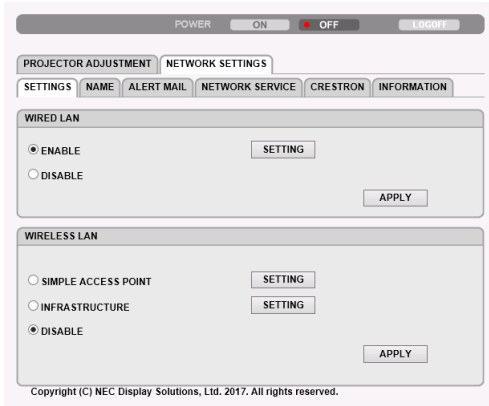 POWER ON OFF LOGOFF
PROJECTOR ADJUSTMENT NETWORK SETTINGS
SETTINGS NAME ALERT MAIL NETWORK SERVICE CRESTRON INFORMATION
WIRED LAN
ENABLE SETTING
DISABLE
APPLY
WIRELESS LAN
SIMPLE ACCESS POINT SETTING
INFRASTRUCTURE SETTING
DISABLE
APPLY
Copyright (C) NEC Display Solutions, Ltd. 2017. All rights reserved.